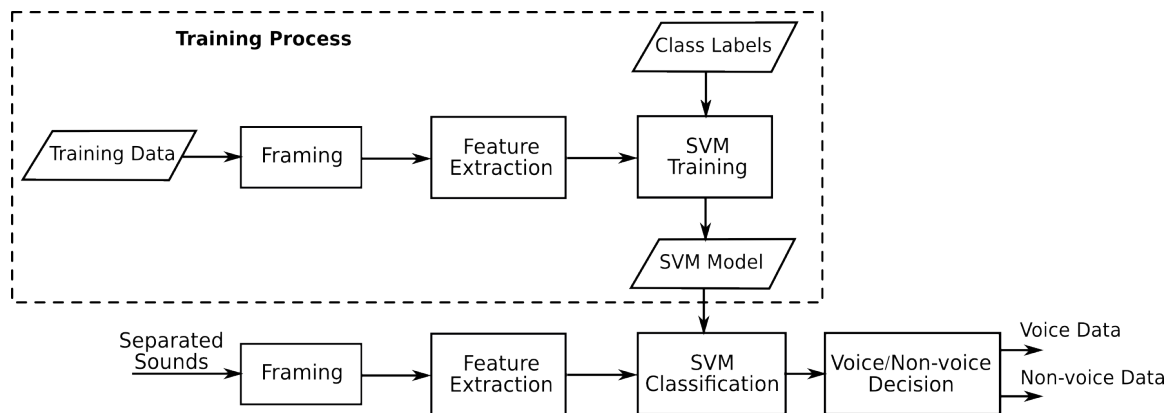 Training Process
Class Labels
Training Data
Framing
Feature
Extraction
SVM
Training
SVM Model
Separated
Sounds
Framing
Feature
Extraction
SVM
Classification
Voice/Non-voice
Decision
Voice Data
Non-voice Data